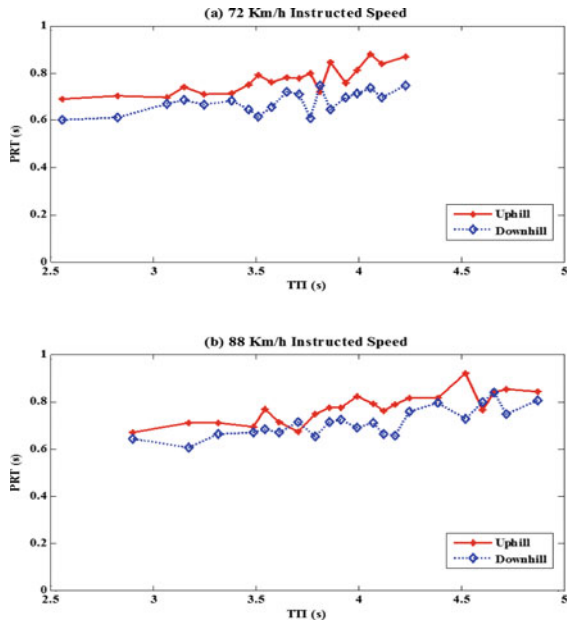 (a) 72 Km/h Instructed Speed
1
0.8
0.6
0.4
0.2
0
PRT (s)
Uphill
Downhill
2.5 3 3.5 4 4.5 5
TTI (s)
(b) 88 Km/h Instructed Speed
1
0.8
0.6
0.4
0.2
0
PRT (s)
Uphill
Downhill
2.5 3 3.5 4 4.5 5
TTI (s)